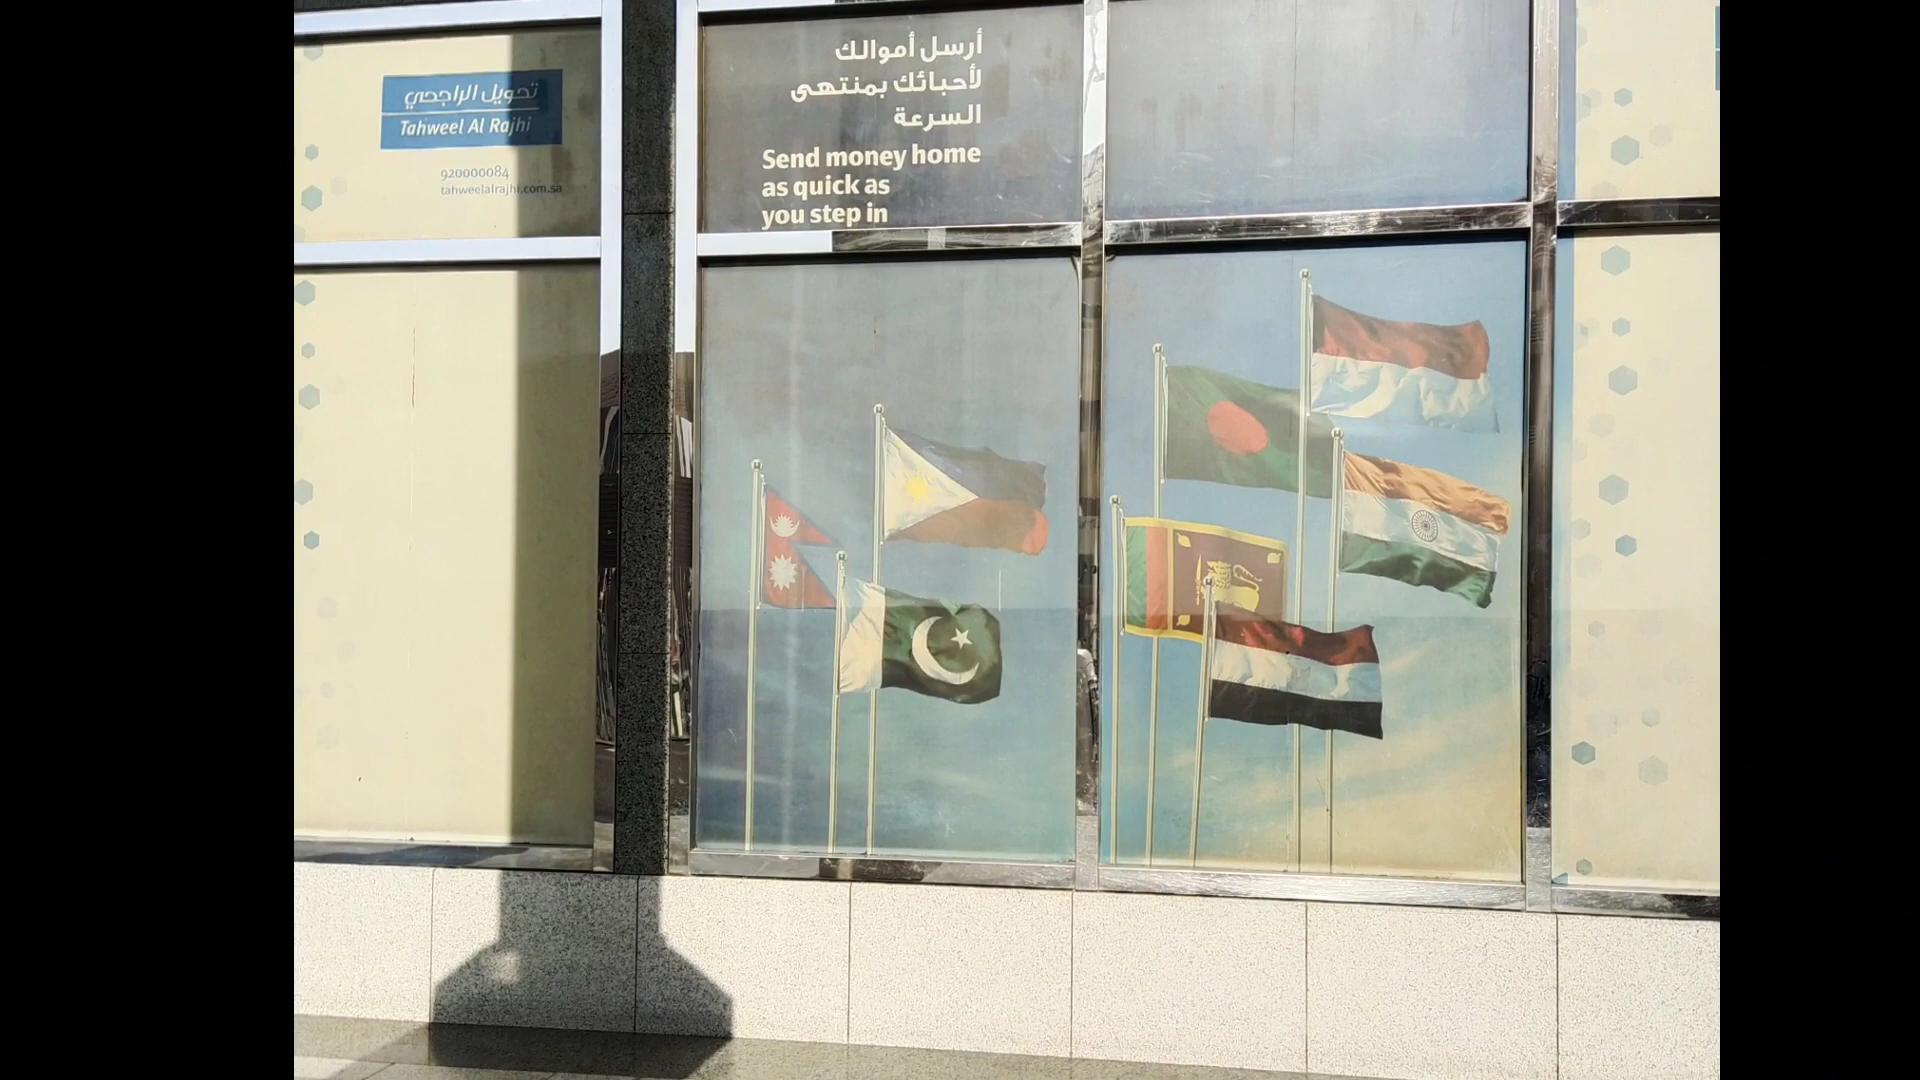 تحويل الراجحي
Tahweel Al Rajhi
920000084
tahweelalrajhi.com.sa
أرسل أموالك
لأحبائك بمنتهى
السرعة
Send money home
as quick as
you step in